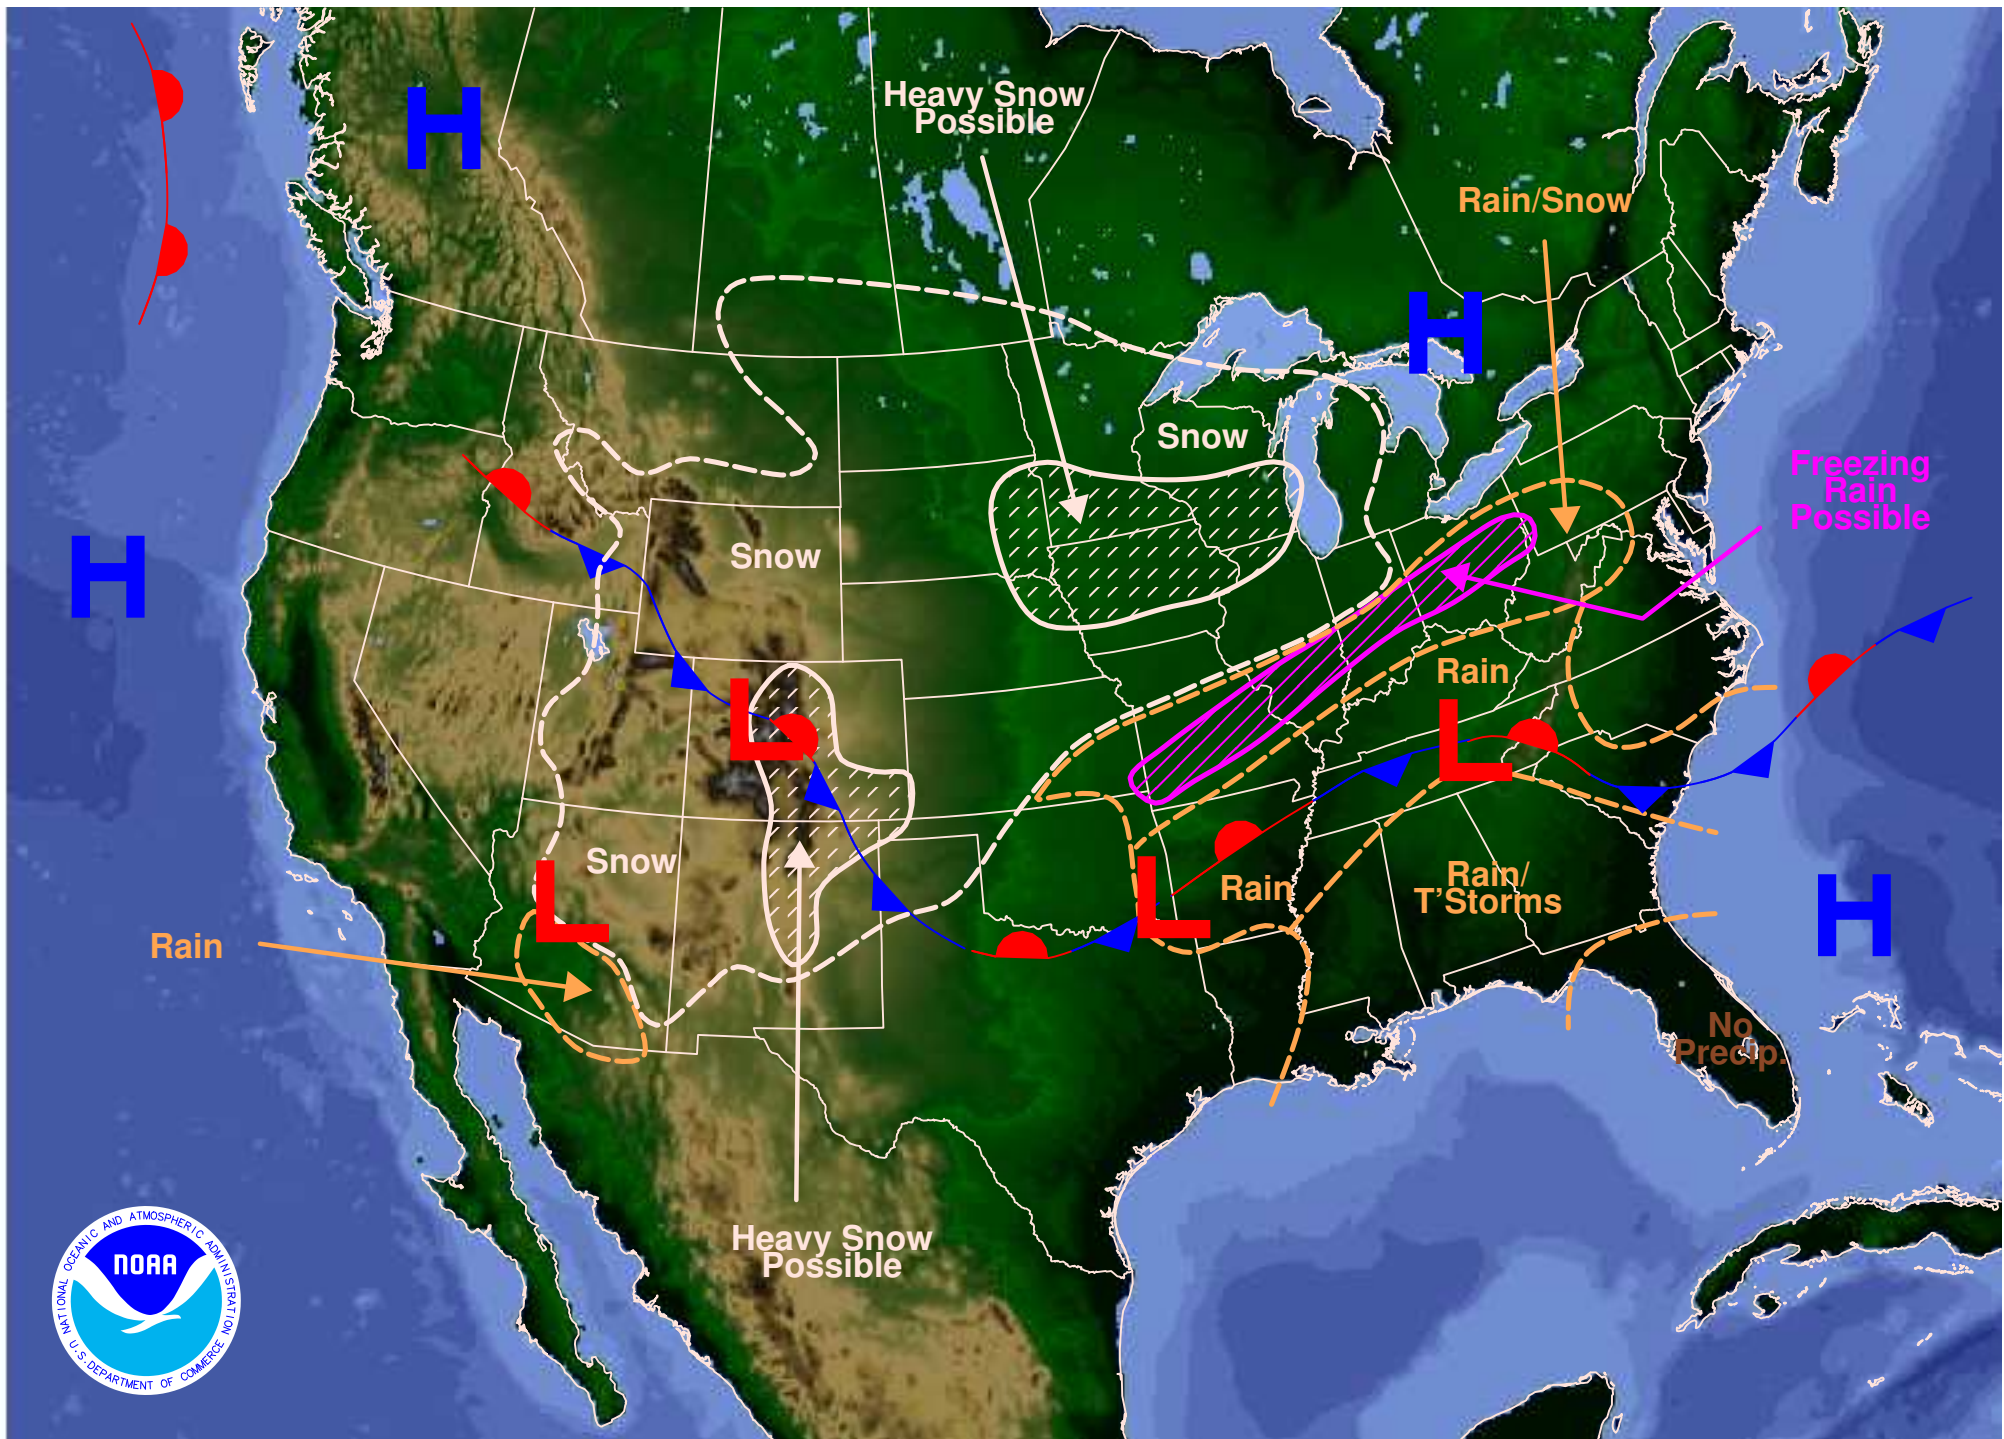 Heavy Snow
Possible
H
Rain/Snow
H
Snow
Freezing
Rain
Possible
H
Snow
Rain
L
L
Snow
L
L
Rain
Rain/
T'Storms
H
Rain
No
Precip.
Heavy Snow
Possible
NATIONAL OCEANIC AND ATMOSPHERIC ADMINISTRATION
NOAA
U.S. DEPARTMENT OF COMMERCE